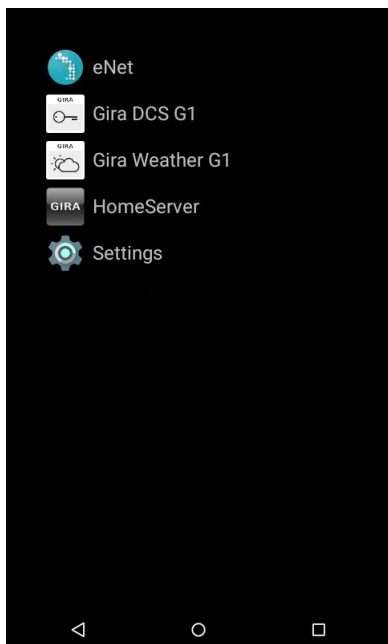 eNet
GIRA
Gira DCS G1
GIRA
Gira Weather G1
GIRA
HomeServer
Settings